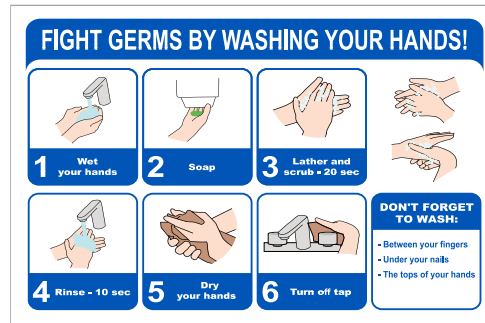 FIGHT GERMS BY WASHING YOUR HANDS!
1 Wet
your hands
2 Soap
3 Lather and
scrub - 20 sec
4 Rinse - 10 sec
5 Dry
your hands
6 Turn off tap
DON'T FORGET
TO WASH:
- Between your fingers
- Under your nails
- The tops of your hands